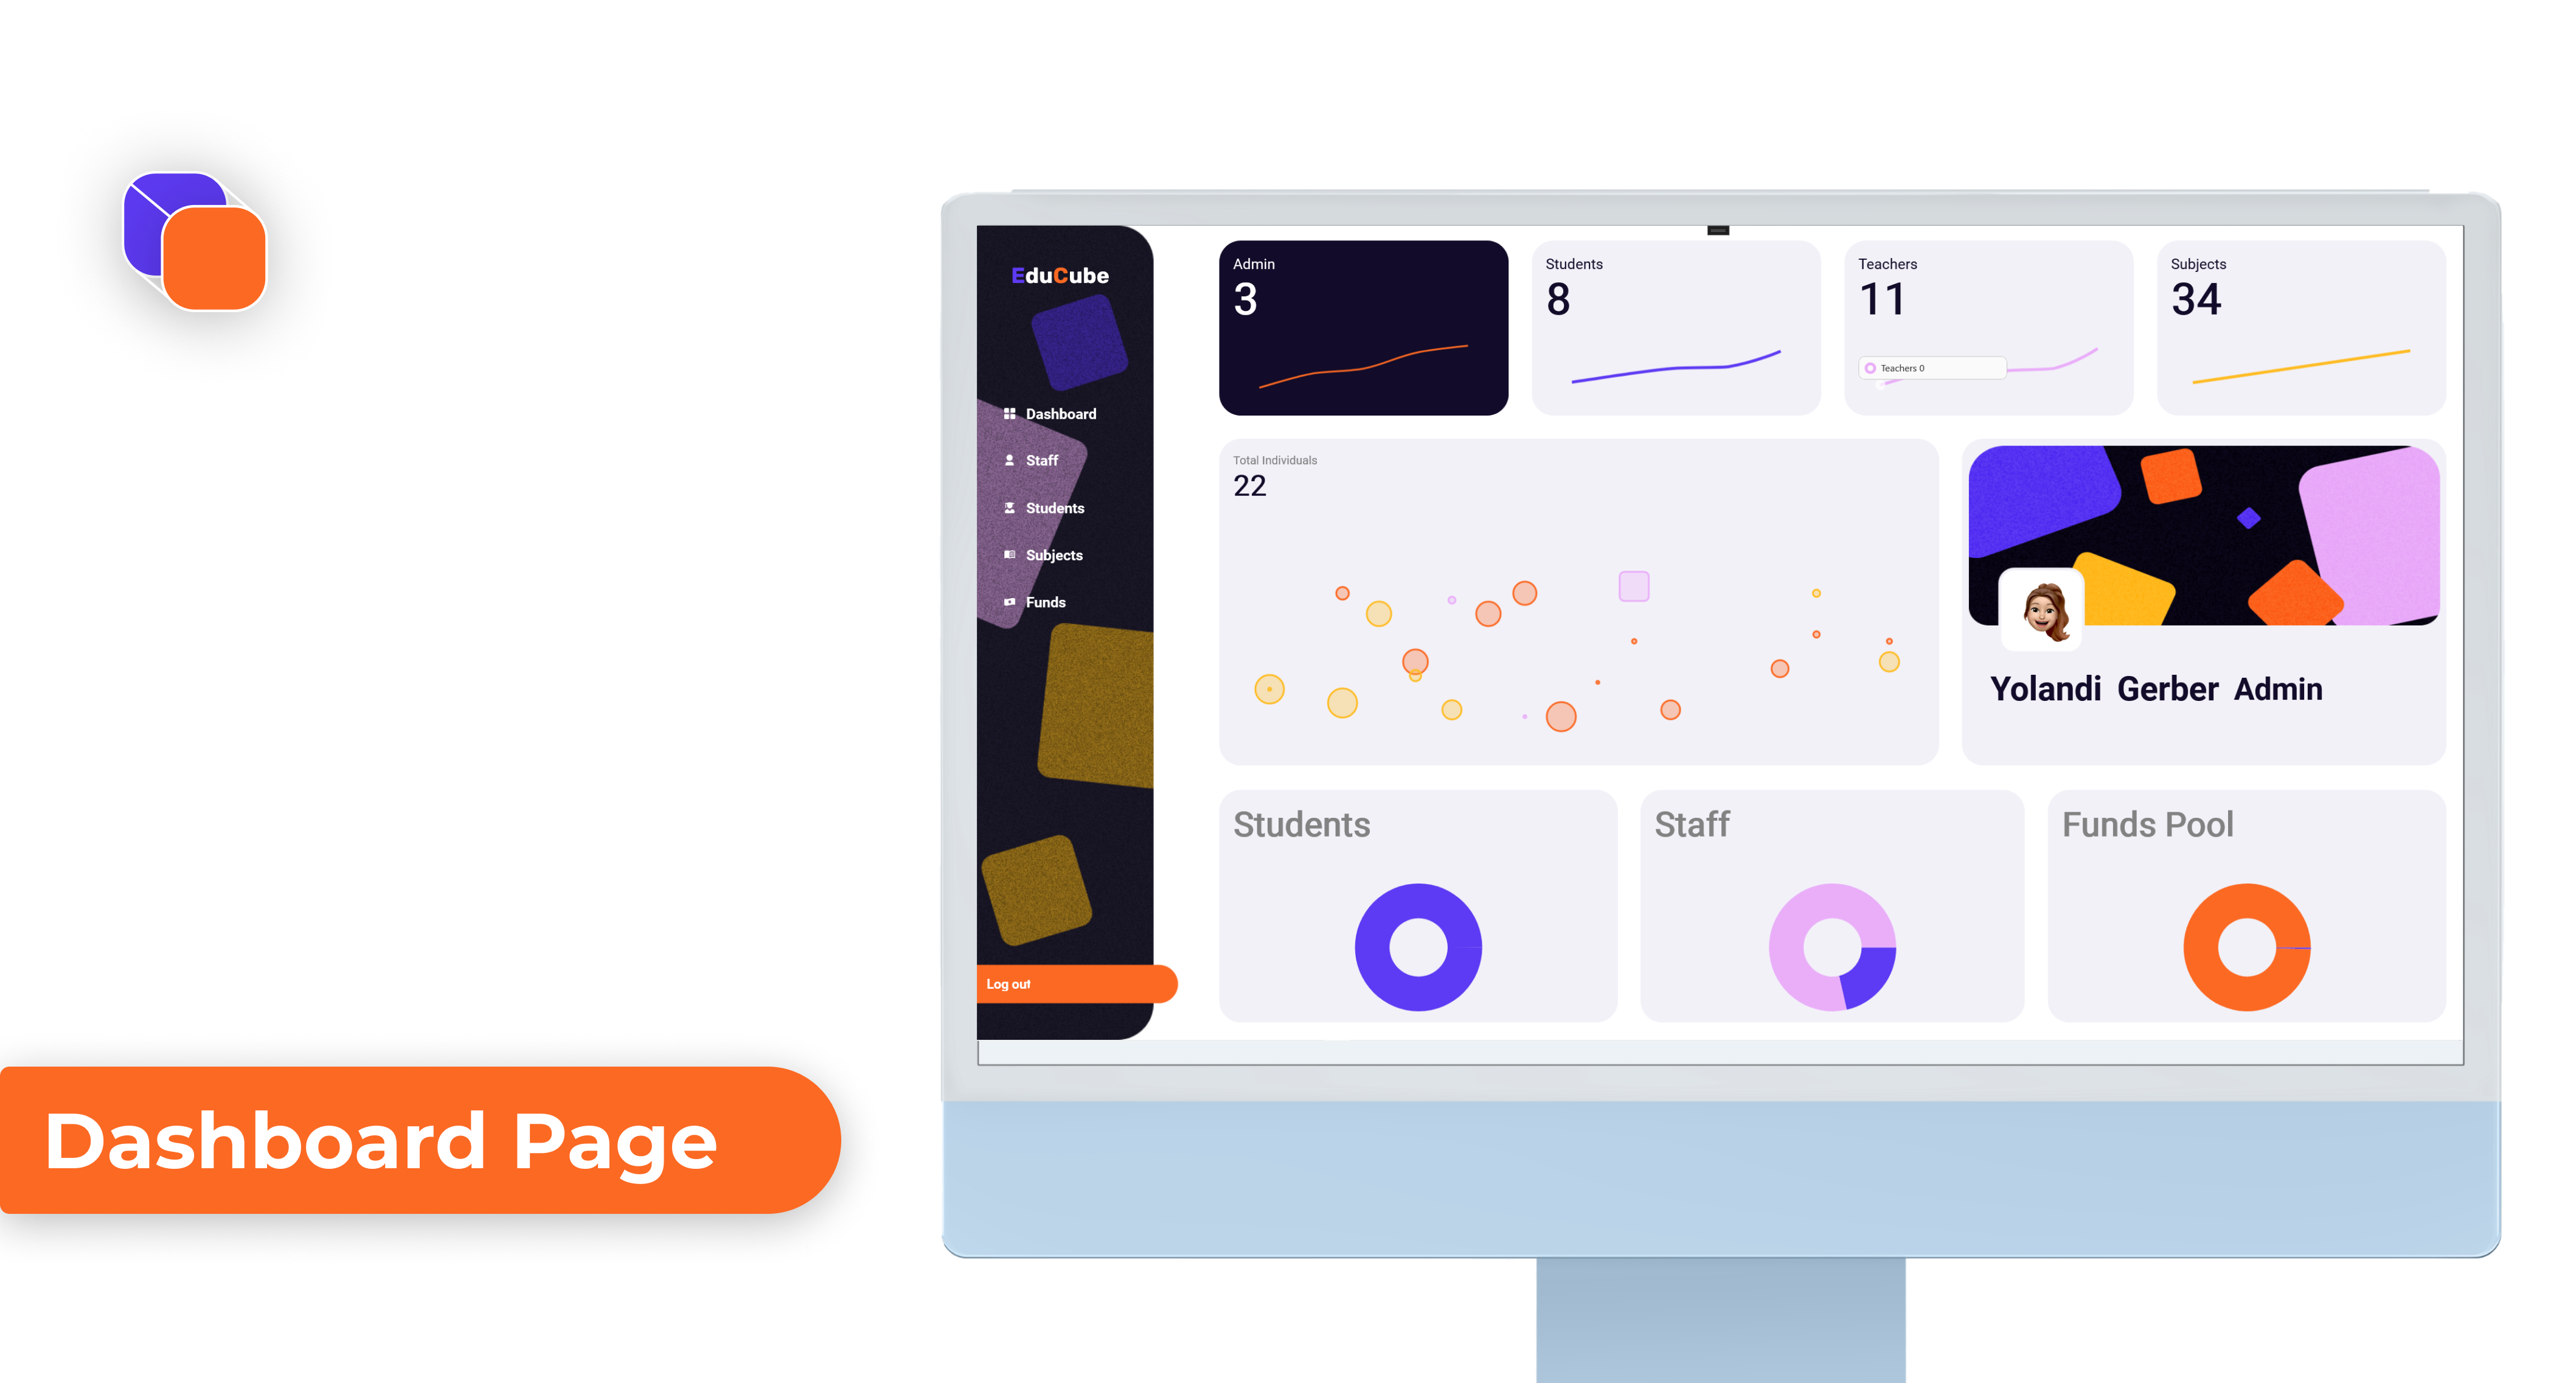 EduCube
Dashboard
Staff
Students
Subjects
Funds
Log out
Admin
3
Students
8
Teachers
11
Teachers 0
Subjects
34
Total Individuals
22
Yolandi Gerber Admin
Students
Staff
Funds Pool
Dashboard Page